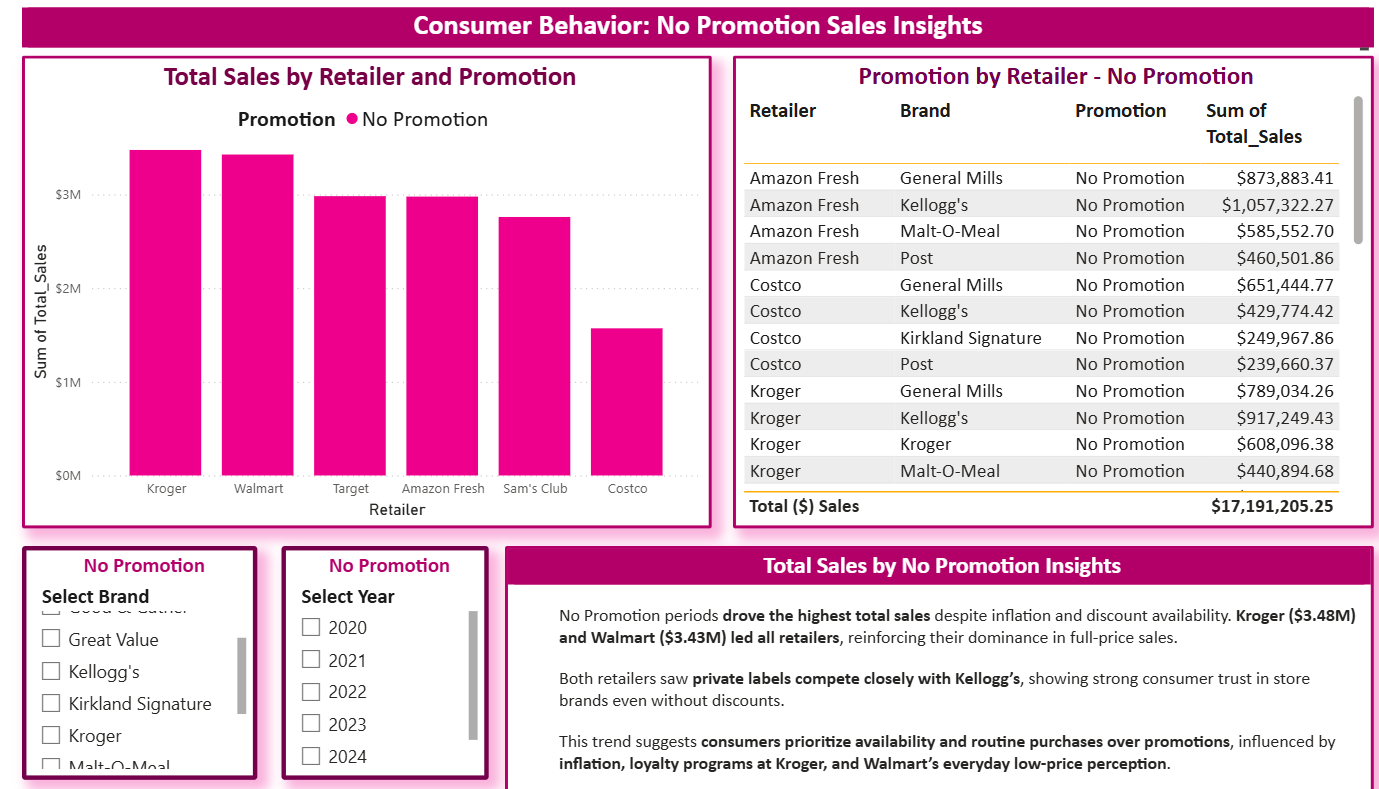 Consumer Behavior: No Promotion Sales Insights
Total Sales by Retailer and Promotion
Promotion No Promotion
$3M
$2M
$1M
$0M
Sum of Total_Sales
Kroger Walmart Target Amazon Fresh Sam's Club Costco
Retailer
Promotion by Retailer - No Promotion
Retailer Brand Promotion Sum of
Total_Sales
Amazon Fresh General Mills No Promotion $873,883.41
Amazon Fresh Kellogg's No Promotion $1,057,322.27
Amazon Fresh Malt-O-Meal No Promotion $585,552.70
Amazon Fresh Post No Promotion $460,501.86
Costco General Mills No Promotion $651,444.77
Costco Kellogg's No Promotion $429,774.42
Costco Kirkland Signature No Promotion $249,967.86
Costco Post No Promotion $239,660.37
Kroger General Mills No Promotion $789,034.26
Kroger Kellogg's No Promotion $917,249.43
Kroger Kroger No Promotion $608,096.38
Kroger Malt-O-Meal No Promotion $440,894.68
Total ($) Sales $17,191,205.25
No Promotion
Select Brand
Great Value
Kellogg's
Kirkland Signature
Kroger
Malt-O-Meal
No Promotion
Select Year
2020
2021
2022
2023
2024
Total Sales by No Promotion Insights
No Promotion periods drove the highest total sales despite inflation and discount availability. Kroger ($3.48M)
and Walmart ($3.43M) led all retailers, reinforcing their dominance in full-price sales.
Both retailers saw private labels compete closely with Kellogg’s, showing strong consumer trust in store
brands even without discounts.
This trend suggests consumers prioritize availability and routine purchases over promotions, influenced by
inflation, loyalty programs at Kroger, and Walmart’s everyday low-price perception.